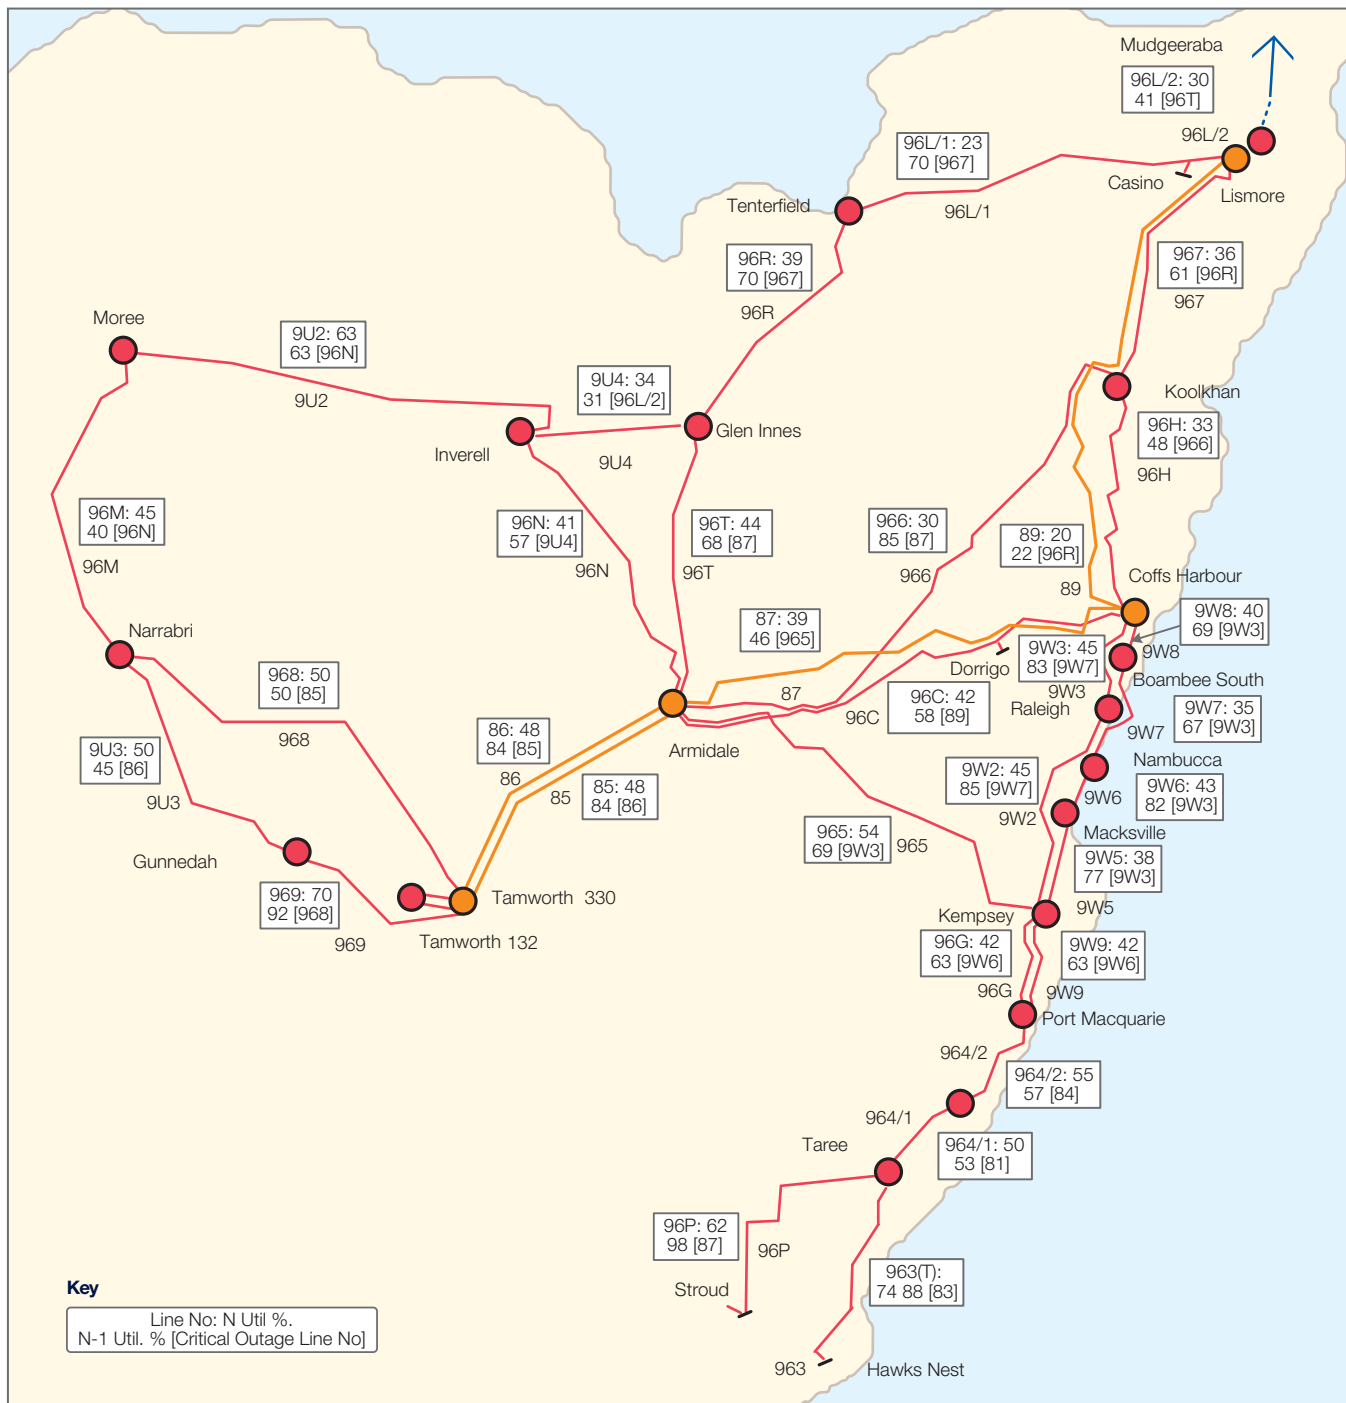 Mudgeeraba
96L/2: 30
41 [96T]
96L/2
96L/1: 23
70 [967]
Casino
Lismore
Tenterfield
96L/1
96R: 39
70 [967]
967: 36
61 [96R]
967
96R
Moree
9U2: 63
63 [96N]
9U2
9U4: 34
31 [96L/2]
Koolkhan
Glen Innes
Inverell
9U4
96H: 33
48 [966]
96H
96M: 45
40 [96N]
96M
96N: 41
57 [9U4]
96N
96T: 44
68 [87]
96T
966: 30
85 [87]
966
89: 20
22 [96R]
89
Coffs Harbour
9W8: 40
69 [9W3]
87: 39
46 [965]
Narrabri
Dorrigo
9W3: 45
83 [9W7]
9W8
Boambee South
968: 50
50 [85]
87
9W3
96C: 42
58 [89]
96C
Raleigh
9W7: 35
67 [9W3]
9W7
Armidale
86: 48
84 [85]
86
968
9U3: 50
45 [86]
9U3
85: 48
84 [86]
85
Nambucca
9W2: 45
85 [9W7]
9W6
9W6: 43
82 [9W3]
9W2
Macksville
965: 54
69 [9W3]
965
9W5: 38
77 [9W3]
Gunnedah
969: 70
92 [968]
969
Tamworth 330
Tamworth 132
Kempsey
9W5
96G: 42
63 [9W6]
9W9: 42
63 [9W6]
96G
9W9
Port Macquarie
964/2
964/2: 55
57 [84]
964/1
Taree
964/1: 50
53 [81]
96P: 62
98 [87]
96P
Stroud
963(T):
74 88 [83]
963
Hawks Nest
Key
Line No: N Util %.
N-1 Util. % [Critical Outage Line No]